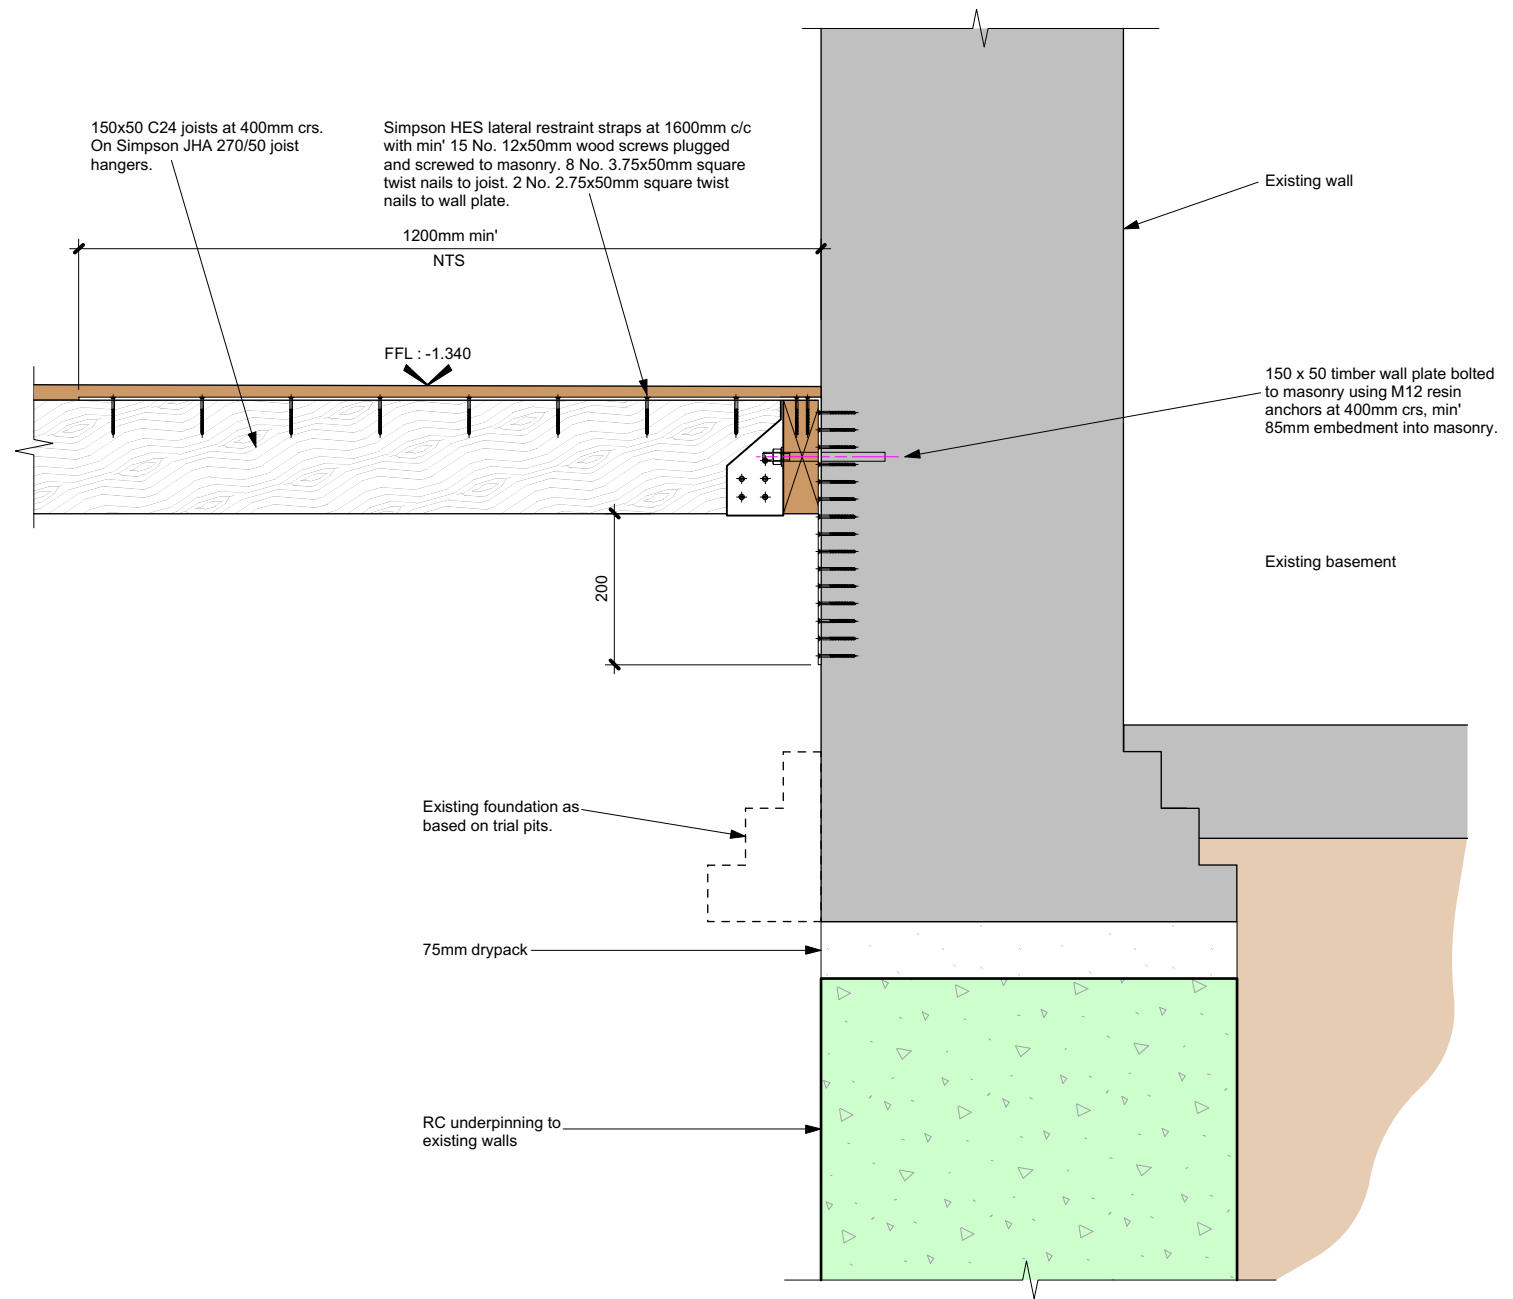 150x50 C24 joists at 400mm crs.
On Simpson JHA 270/50 joist
hangers.
Simpson HES lateral restraint straps at 1600mm c/c
with min' 15 No. 12x50mm wood screws plugged
and screwed to masonry. 8 No. 3.75x50mm square
twist nails to joist. 2 No. 2.75x50mm square twist
nails to wall plate.
Existing wall
1200mm min'
NTS
FFL : -1.340
150 x 50 timber wall plate bolted
to masonry using M12 resin
anchors at 400mm crs, min'
85mm embedment into masonry.
Existing basement
200
Existing foundation as
based on trial pits.
75mm drypack
RC underpinning to
existing walls